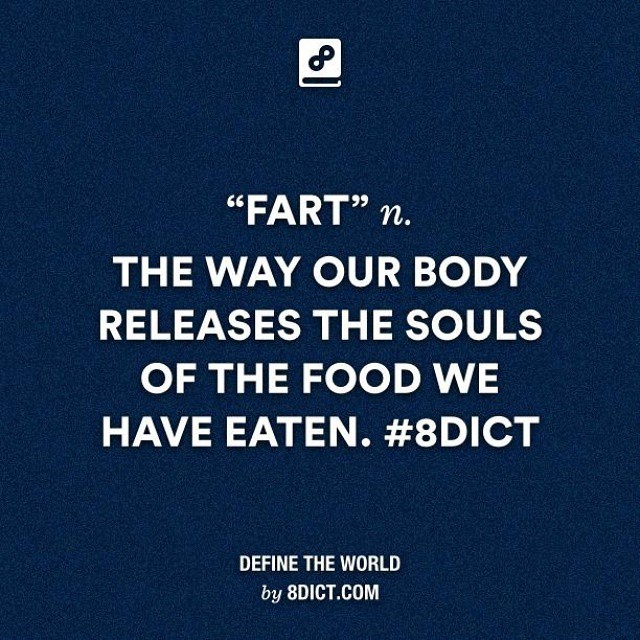 “FART” n.
THE WAY OUR BODY
RELEASES THE SOULS
OF THE FOOD WE
HAVE EATEN. #8DICT
DEFINE THE WORLD
by 8DICT.COM